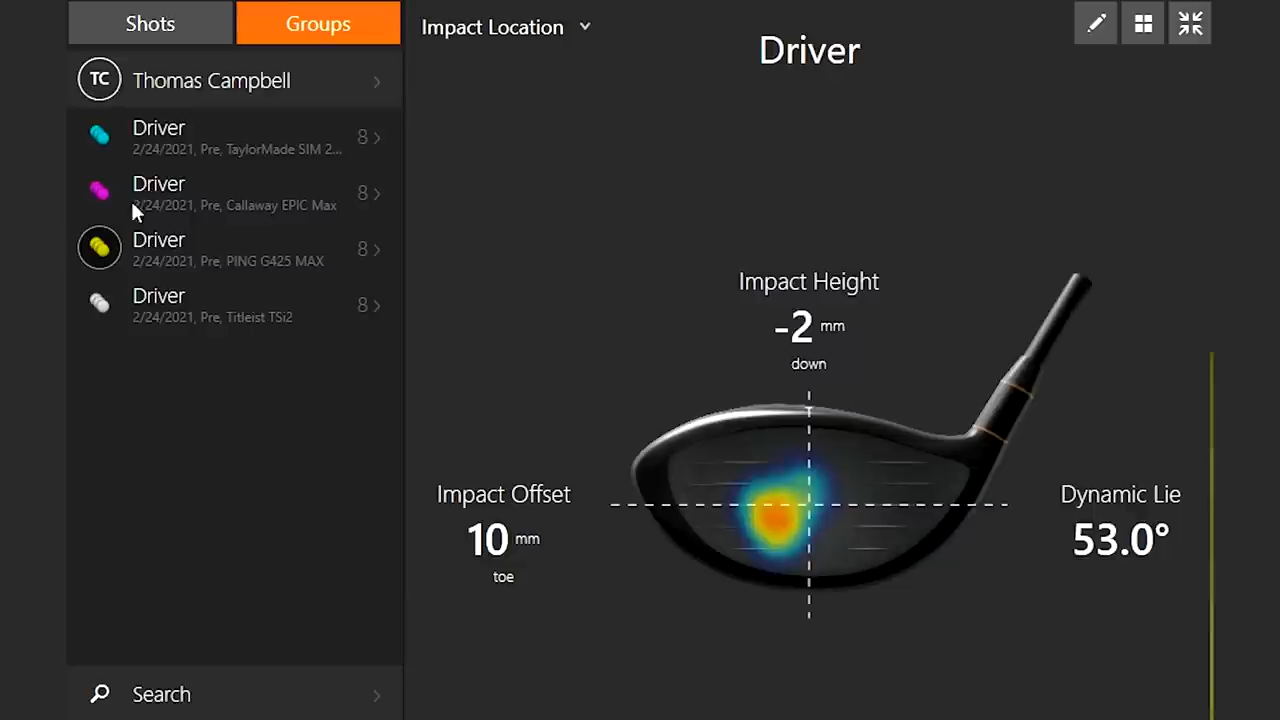 Shots
Groups
TC
Thomas Campbell
Driver
8
2/24/2021, Pre, TaylorMade SIM 2...
Driver
8
2/24/2021, Pre, Callaway EPIC Max
Driver
8
2/24/2021, Pre, PING G425 MAX
Driver
8
2/24/2021, Pre, Titleist TSi2
Search
Impact Location
Driver
Impact Height
-2 mm
down
Impact Offset
10 mm
toe
Dynamic Lie
53.0°